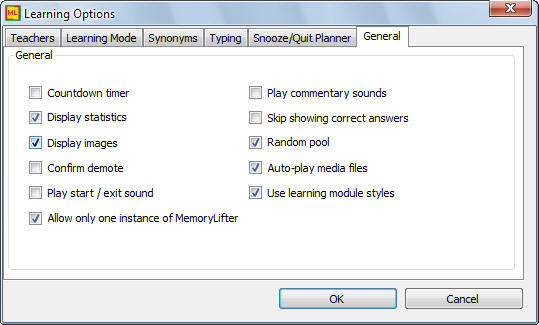 ML Learning Options
Teachers Learning Mode Synonyms Typing Snooze/Quit Planner General
General
Countdown timer
Display statistics
Display images
Confirm demote
Play start / exit sound
Allow only one instance of MemoryLifter
Play commentary sounds
Skip showing correct answers
Random pool
Auto-play media files
Use learning module styles
OK Cancel